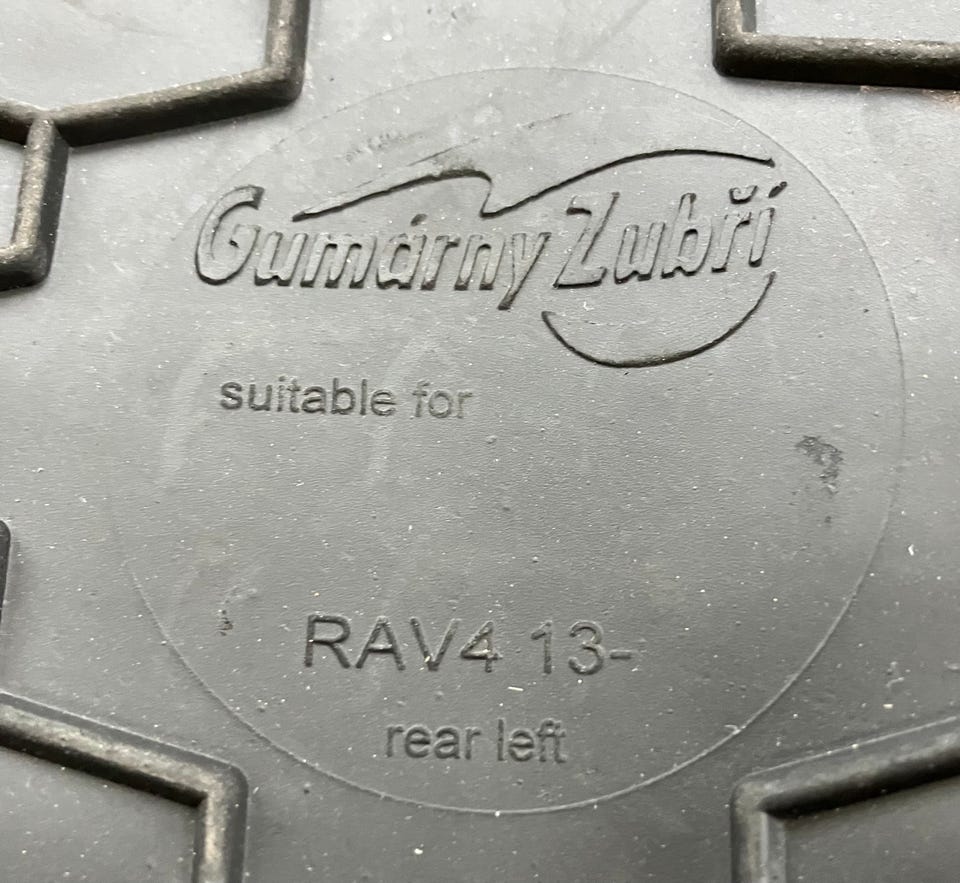 Gumárny Zubří
suitable for
RAV4 13-
rear left